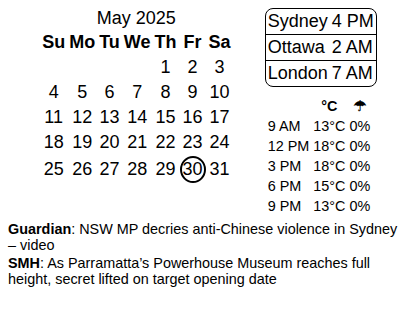 May 2025
Su Mo Tu We Th Fr Sa
1 2 3
4 5 6 7 8 9 10
11 12 13 14 15 16 17
18 19 20 21 22 23 24
25 26 27 28 29 30 31
Sydney 4 PM
Ottawa 2 AM
London 7 AM
°C ☂
9 AM 13°C 0%
12 PM 18°C 0%
3 PM 18°C 0%
6 PM 15°C 0%
9 PM 13°C 0%
Guardian: NSW MP decries anti-Chinese violence in Sydney
– video
SMH: As Parramatta’s Powerhouse Museum reaches full
height, secret lifted on target opening date